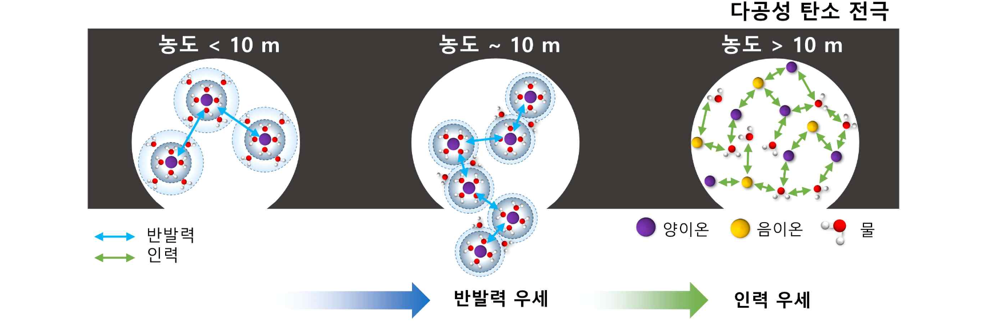 다공성 탄소 전극
농도 < 10 m
농도 ~ 10 m
농도 > 10 m
반발력
인력
양이온
음이온
물
반발력 우세
인력 우세